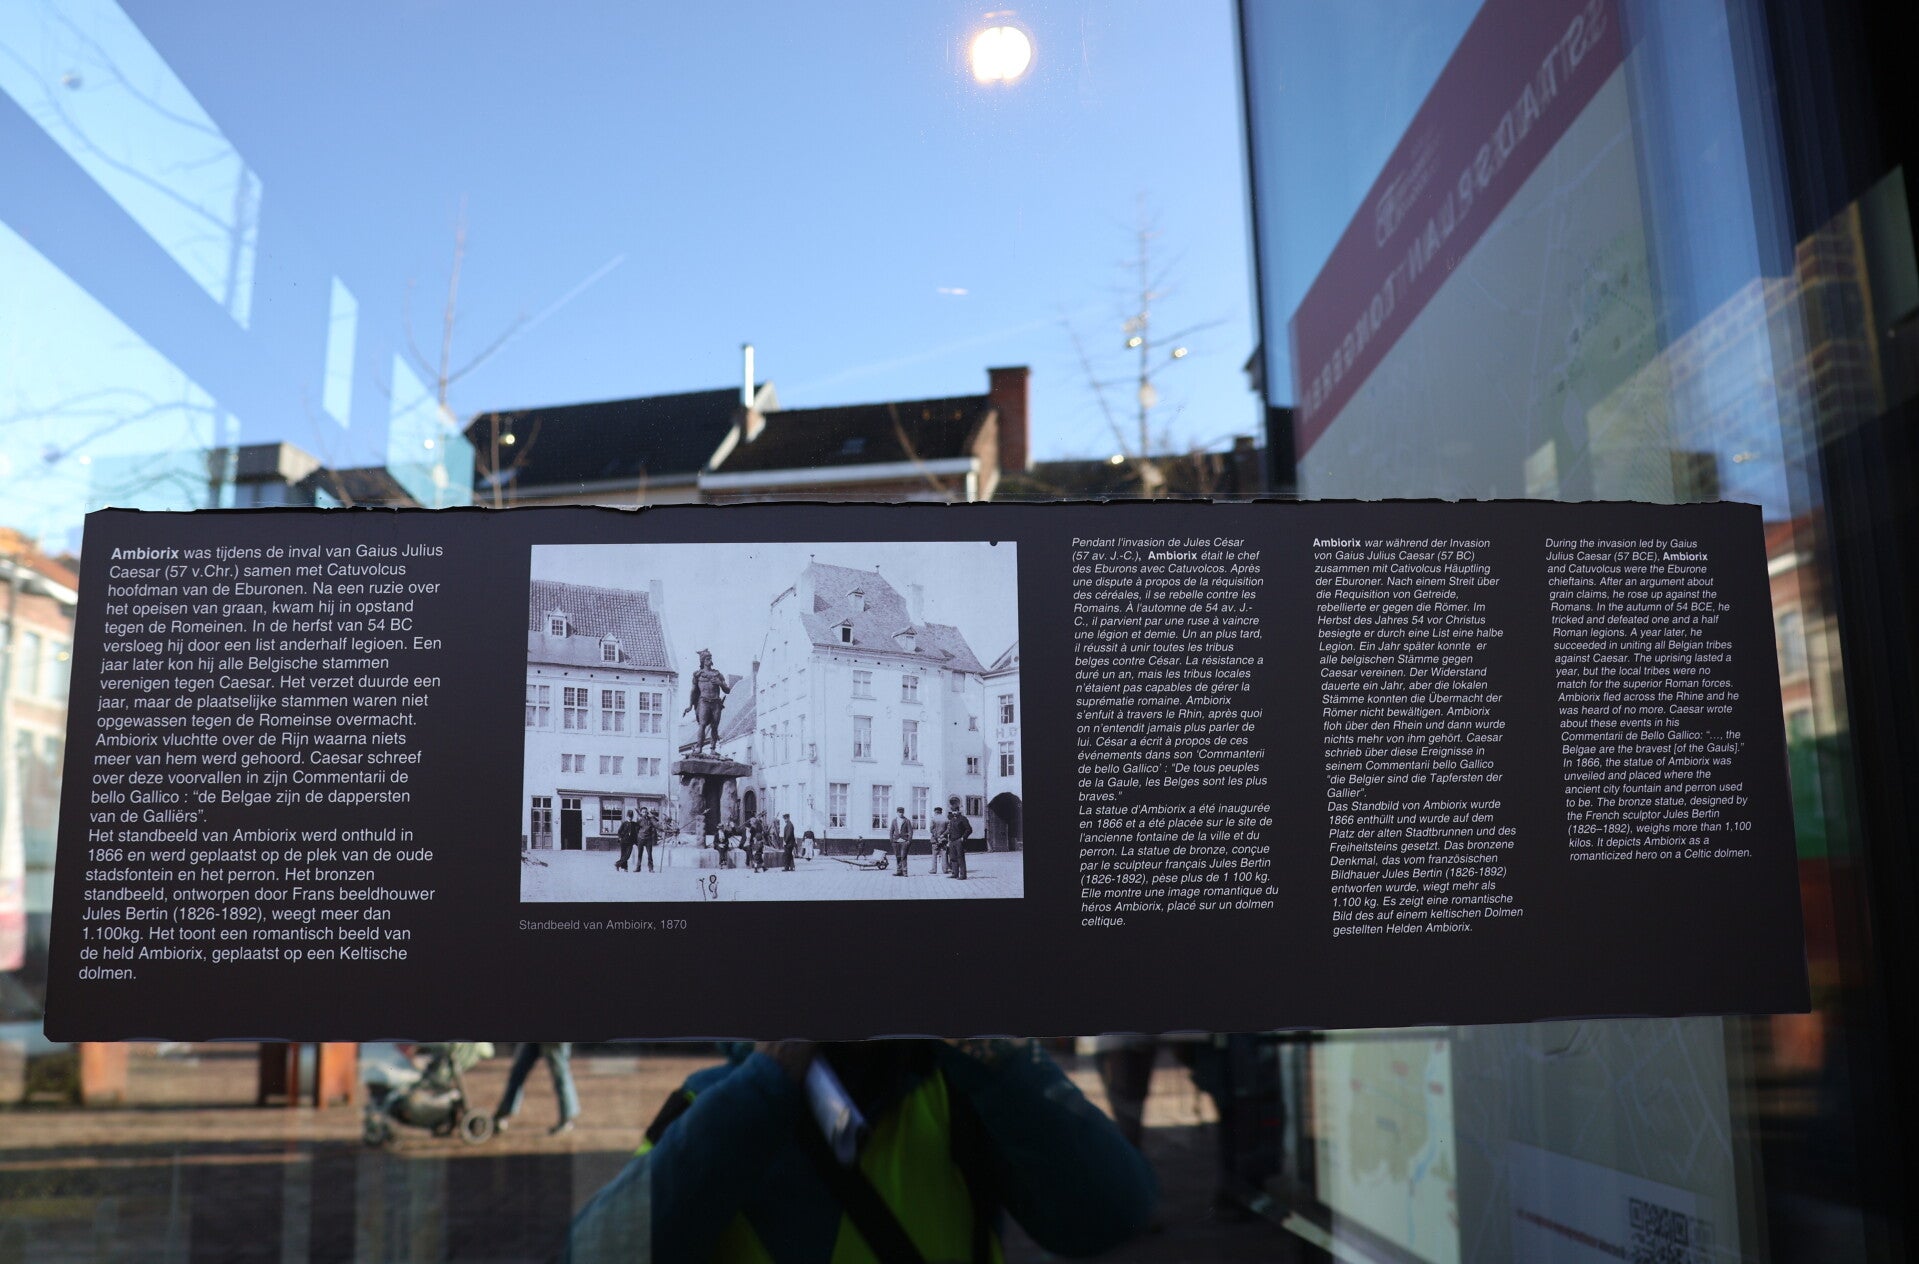 Ambiorix was tijdens de inval van Gaius Julius
Caesar (57 v.Chr.) samen met Catuvolcus
hoofdman van de Eburonen. Na een ruzie over
het opeisen van graan, kwam hij in opstand
tegen de Romeinen. In de herfst van 54 BC
versloeg hij door een list anderhalf legioen. Een
jaar later kon hij alle Belgische stammen
verenigen tegen Caesar. Het verzet duurde een
jaar, maar de plaatselijke stammen waren niet
opgewassen tegen de Romeinse overmacht.
Ambiorix vluchtte over de Rijn waarna niets
meer van hem werd gehoord. Caesar schreef
over deze voorvallen in zijn Commentarii de
bello Gallico : “de Belgae zijn de dappersten
van de Galliërs”.
Het standbeeld van Ambiorix werd onthuld in
1866 en werd geplaatst op de plek van de oude
stadsfontein en het perron. Het bronzen
standbeeld, ontworpen door Frans beeldhouwer
Jules Bertin (1826-1892), weegt meer dan
1.100kg. Het toont een romantisch beeld van
de held Ambiorix, geplaatst op een Keltische
dolmen.
Standbeeld van Ambioirx, 1870
Pendant l'invasion de Jules César
(57 av. J.-C.), Ambiorix était le chef
des Eburons avec Catuvolcos. Après
une dispute à propos de la réquisition
des céréales, il se rebelle contre les
Romains. À l'automne de 54 av. J.-
C., il parvient par une ruse à vaincre
une légion et demie. Un an plus tard,
il réussit à unir toutes les tribus
belges contre César. La résistance a
duré un an, mais les tribus locales
n'étaient pas capables de gérer la
suprématie romaine. Ambiorix
s'enfuit à travers le Rhin, après quoi
on n'entendit jamais plus parler de
lui. César a écrit à propos de ces
événements dans son ‘Commanterii
de bello Gallico’ : “De tous peuples
de la Gaule, les Belges sont les plus
braves.”
La statue d'Ambiorix a été inaugurée
en 1866 et a été placée sur le site de
l'ancienne fontaine de la ville et du
perron. La statue de bronze, conçue
par le sculpteur français Jules Bertin
(1826-1892), pèse plus de 1 100 kg.
Elle montre une image romantique du
héros Ambiorix, placé sur un dolmen
celtique.
Ambiorix war während der Invasion
von Gaius Julius Caesar (57 BC)
zusammen mit Cativolcus Häuptling
der Eburoner. Nach einem Streit über
die Requisition von Getreide,
rebellierte er gegen die Römer. Im
Herbst des Jahres 54 vor Christus
besiegte er durch eine List eine halbe
Legion. Ein Jahr später konnte er
alle belgischen Stämme gegen
Caesar vereinen. Der Widerstand
dauerte ein Jahr, aber die lokalen
Stämme konnten die Übermacht der
Römer nicht bewältigen. Ambiorix
floh über den Rhein und dann wurde
nichts mehr von ihm gehört. Caesar
schrieb über diese Ereignisse in
seinem Commentarii bello Gallico
“die Belgier sind die Tapfersten der
Gallier”.
Das Standbild von Ambiorix wurde
1866 enthüllt und wurde auf dem
Platz der alten Stadtbrunnen und des
Freiheitsteins gesetzt. Das bronzene
Denkmal, das vom französischen
Bildhauer Jules Bertin (1826-1892)
entworfen wurde, wiegt mehr als
1.100 kg. Es zeigt eine romantische
Bild des auf einem keltischen Dolmen
gestellten Helden Ambiorix.
During the invasion led by Gaius
Julius Caesar (57 BCE), Ambiorix
and Catuvolcus were the Eburone
chieftains. After an argument about
grain claims, he rose up against the
Romans. In the autumn of 54 BCE, he
tricked and defeated one and a half
Roman legions. A year later, he
succeeded in uniting all Belgian tribes
against Caesar. The uprising lasted a
year, but the local tribes were no
match for the superior Roman forces.
Ambiorix fled across the Rhine and he
was heard of no more. Caesar wrote
about these events in his
Commentarii de Bello Gallico: “…, the
Belgae are the bravest [of the Gauls].”
In 1866, the statue of Ambiorix was
unveiled and placed where the
ancient city fountain and perron used
to be. The bronze statue, designed by
the French sculptor Jules Bertin
(1826–1892), weighs more than 1,100
kilos. It depicts Ambiorix as a
romanticized hero on a Celtic dolmen.
STADSPLAN TONGEREN